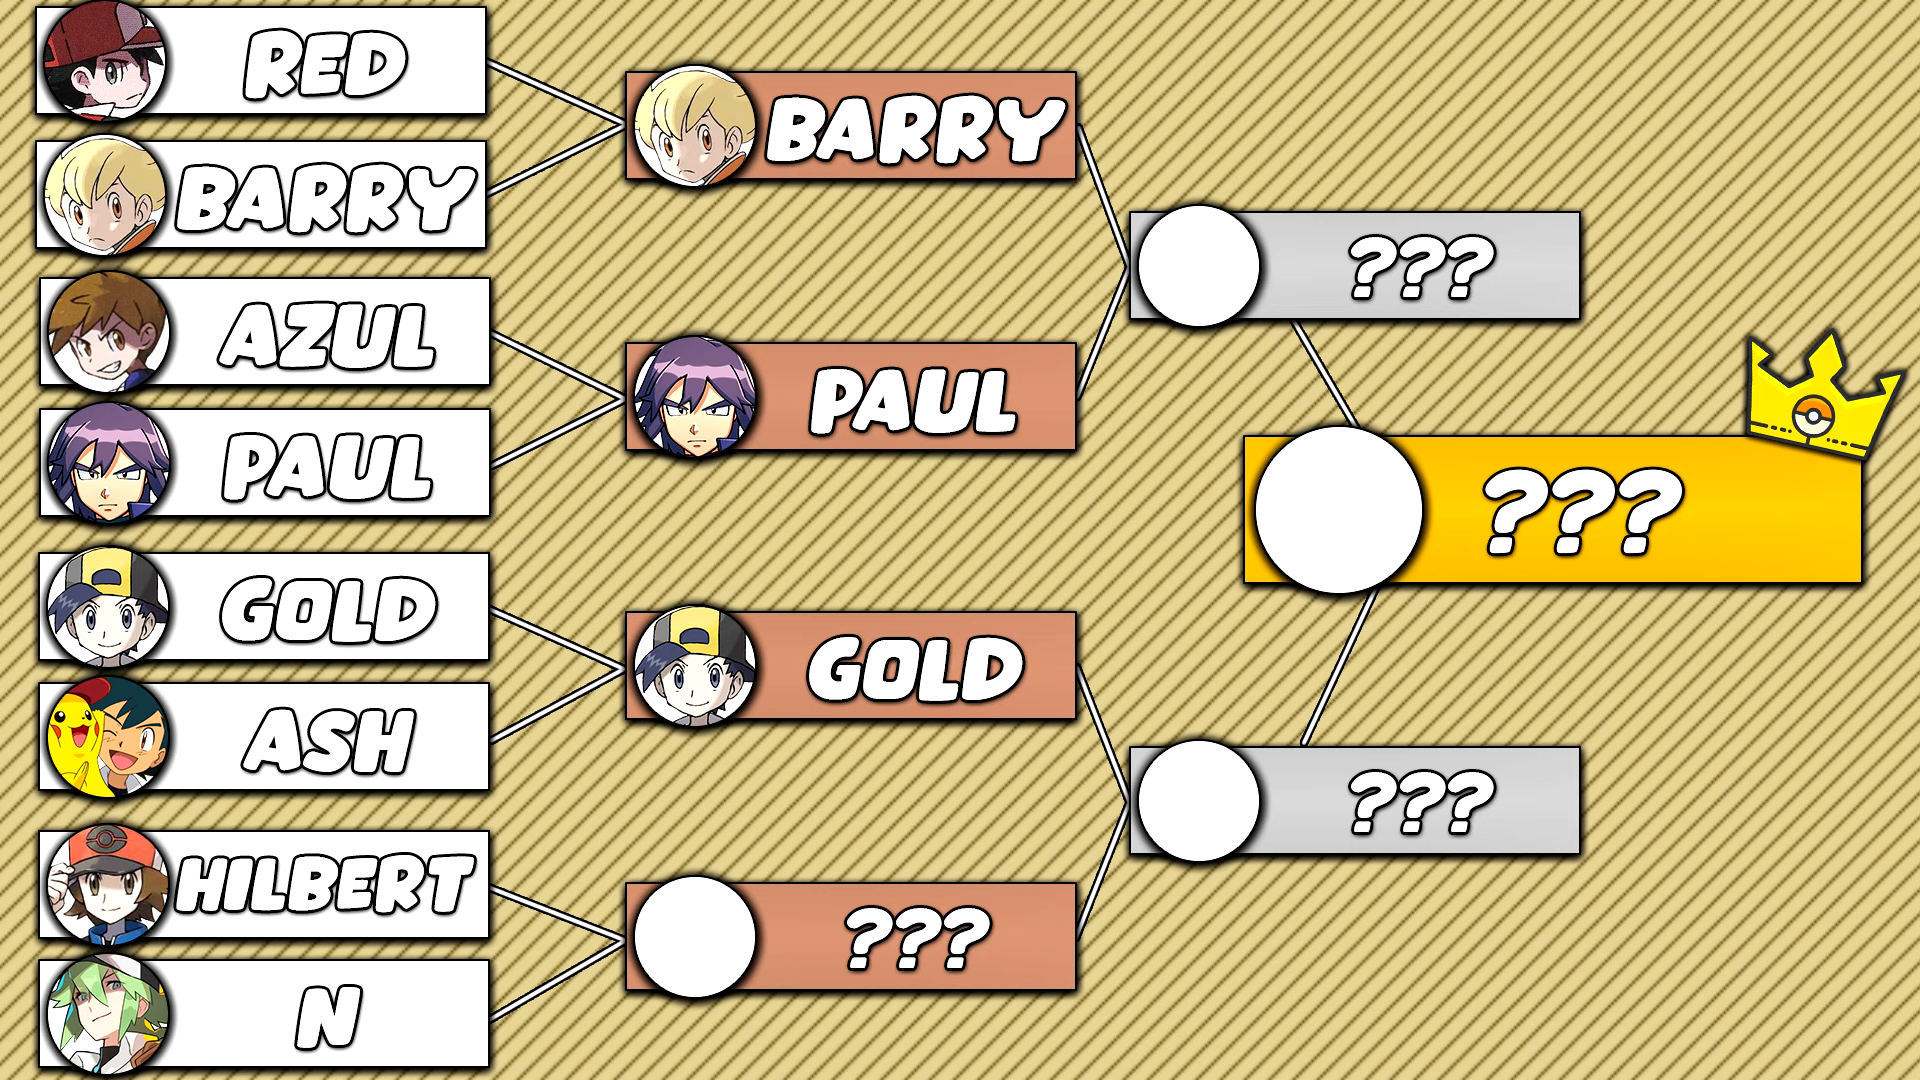 RED
BARRY
AZUL
PAUL
GOLD
ASH
HILBERT
N
BARRY
PAUL
GOLD
???
???
???
???